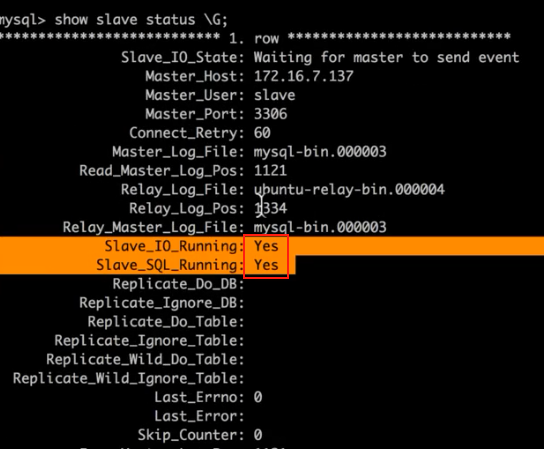 mysql> show slave status \G;
*************************** 1. row ***************************
Slave_IO_State: Waiting for master to send event
Master_Host: 172.16.7.137
Master_User: slave
Master_Port: 3306
Connect_Retry: 60
Master_Log_File: mysql-bin.000003
Read_Master_Log_Pos: 1121
Relay_Log_File: ubuntu-relay-bin.000004
Relay_Log_Pos: 1334
Relay_Master_Log_File: mysql-bin.000003
Slave_IO_Running: Yes
Slave_SQL_Running: Yes
Replicate_Do_DB:
Replicate_Ignore_DB:
Replicate_Do_Table:
Replicate_Ignore_Table:
Replicate_Wild_Do_Table:
Replicate_Wild_Ignore_Table:
Last_Errno: 0
Last_Error:
Skip_Counter: 0